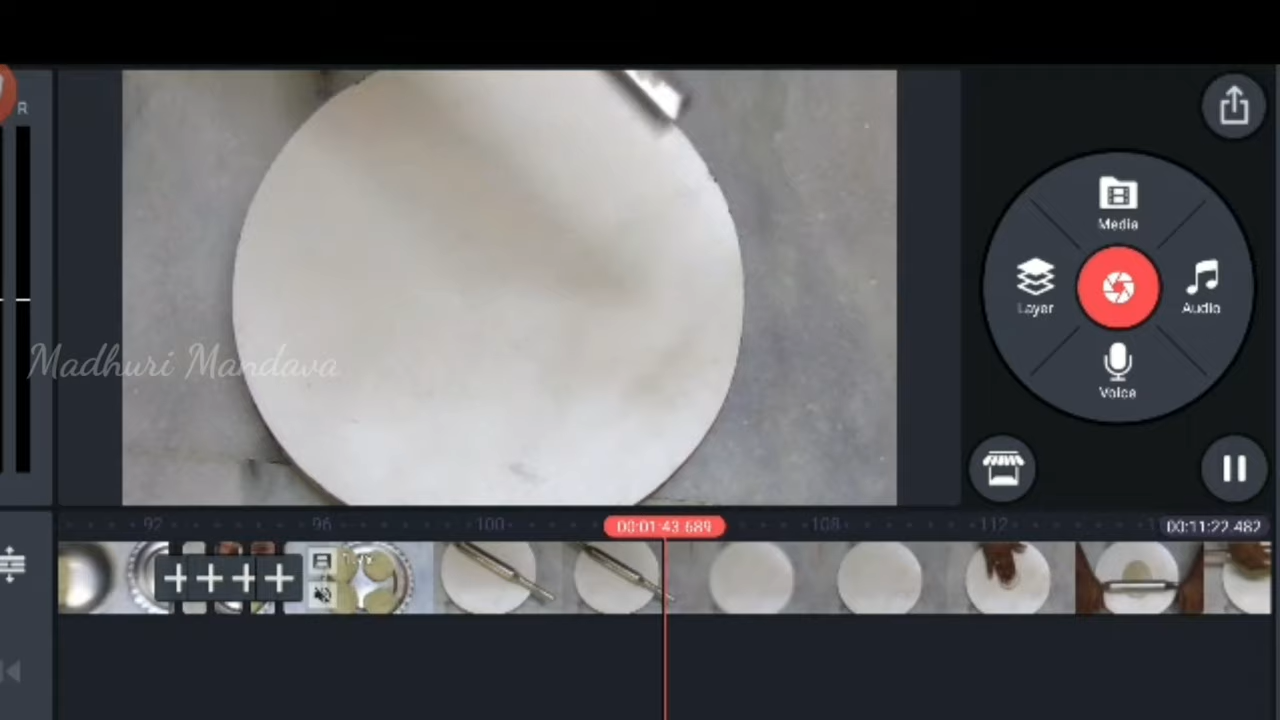 R
Media
Layer
Audio
Madhuri Mandava
Voice
92
96
100
00:01:43.689
108
112
00:11:22.482